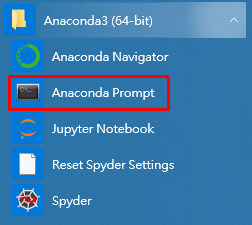 Anaconda3 (64-bit)
Anaconda Navigator
Anaconda Prompt
Jupyter Notebook
Reset Spyder Settings
Spyder